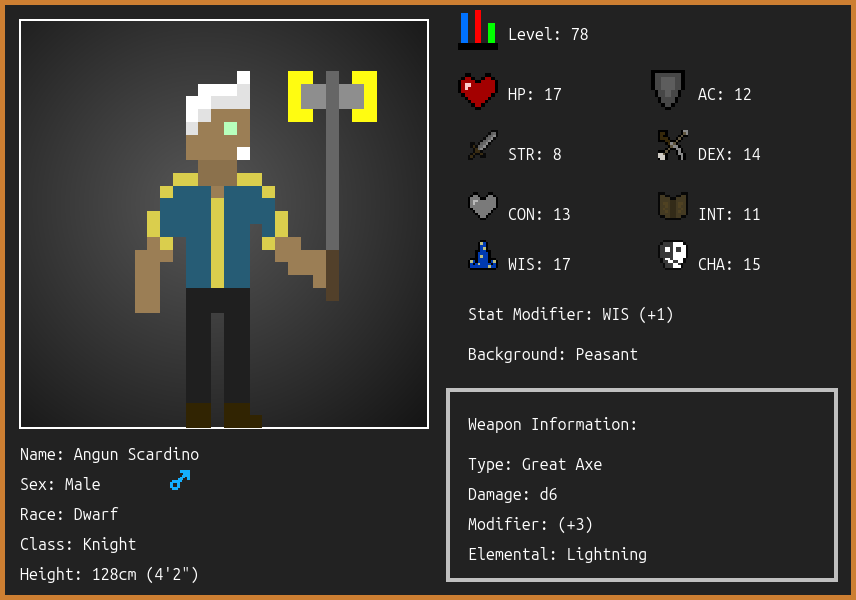 Level: 78
HP: 17
AC: 12
STR: 8
DEX: 14
CON: 13
INT: 11
WIS: 17
CHA: 15
Stat Modifier: WIS (+1)
Background: Peasant
Weapon Information:
Type: Great Axe
Damage: d6
Modifier: (+3)
Elemental: Lightning
Name: Angun Scardino
Sex: Male
Race: Dwarf
Class: Knight
Height: 128cm (4'2")